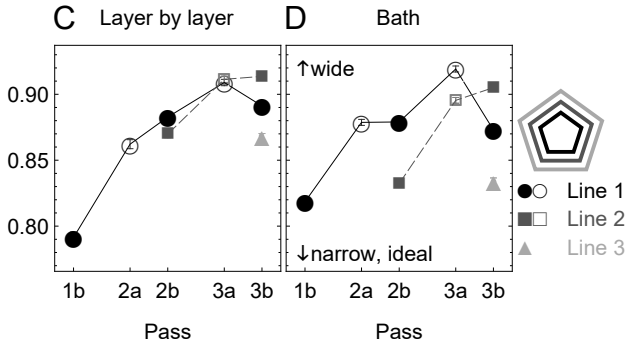 C Layer by layer
D Bath
0.90
0.85
0.80
↑wide
↓narrow, ideal
1b 2a 2b 3a 3b
1b 2a 2b 3a 3b
Pass
Pass
Line 1
Line 2
Line 3